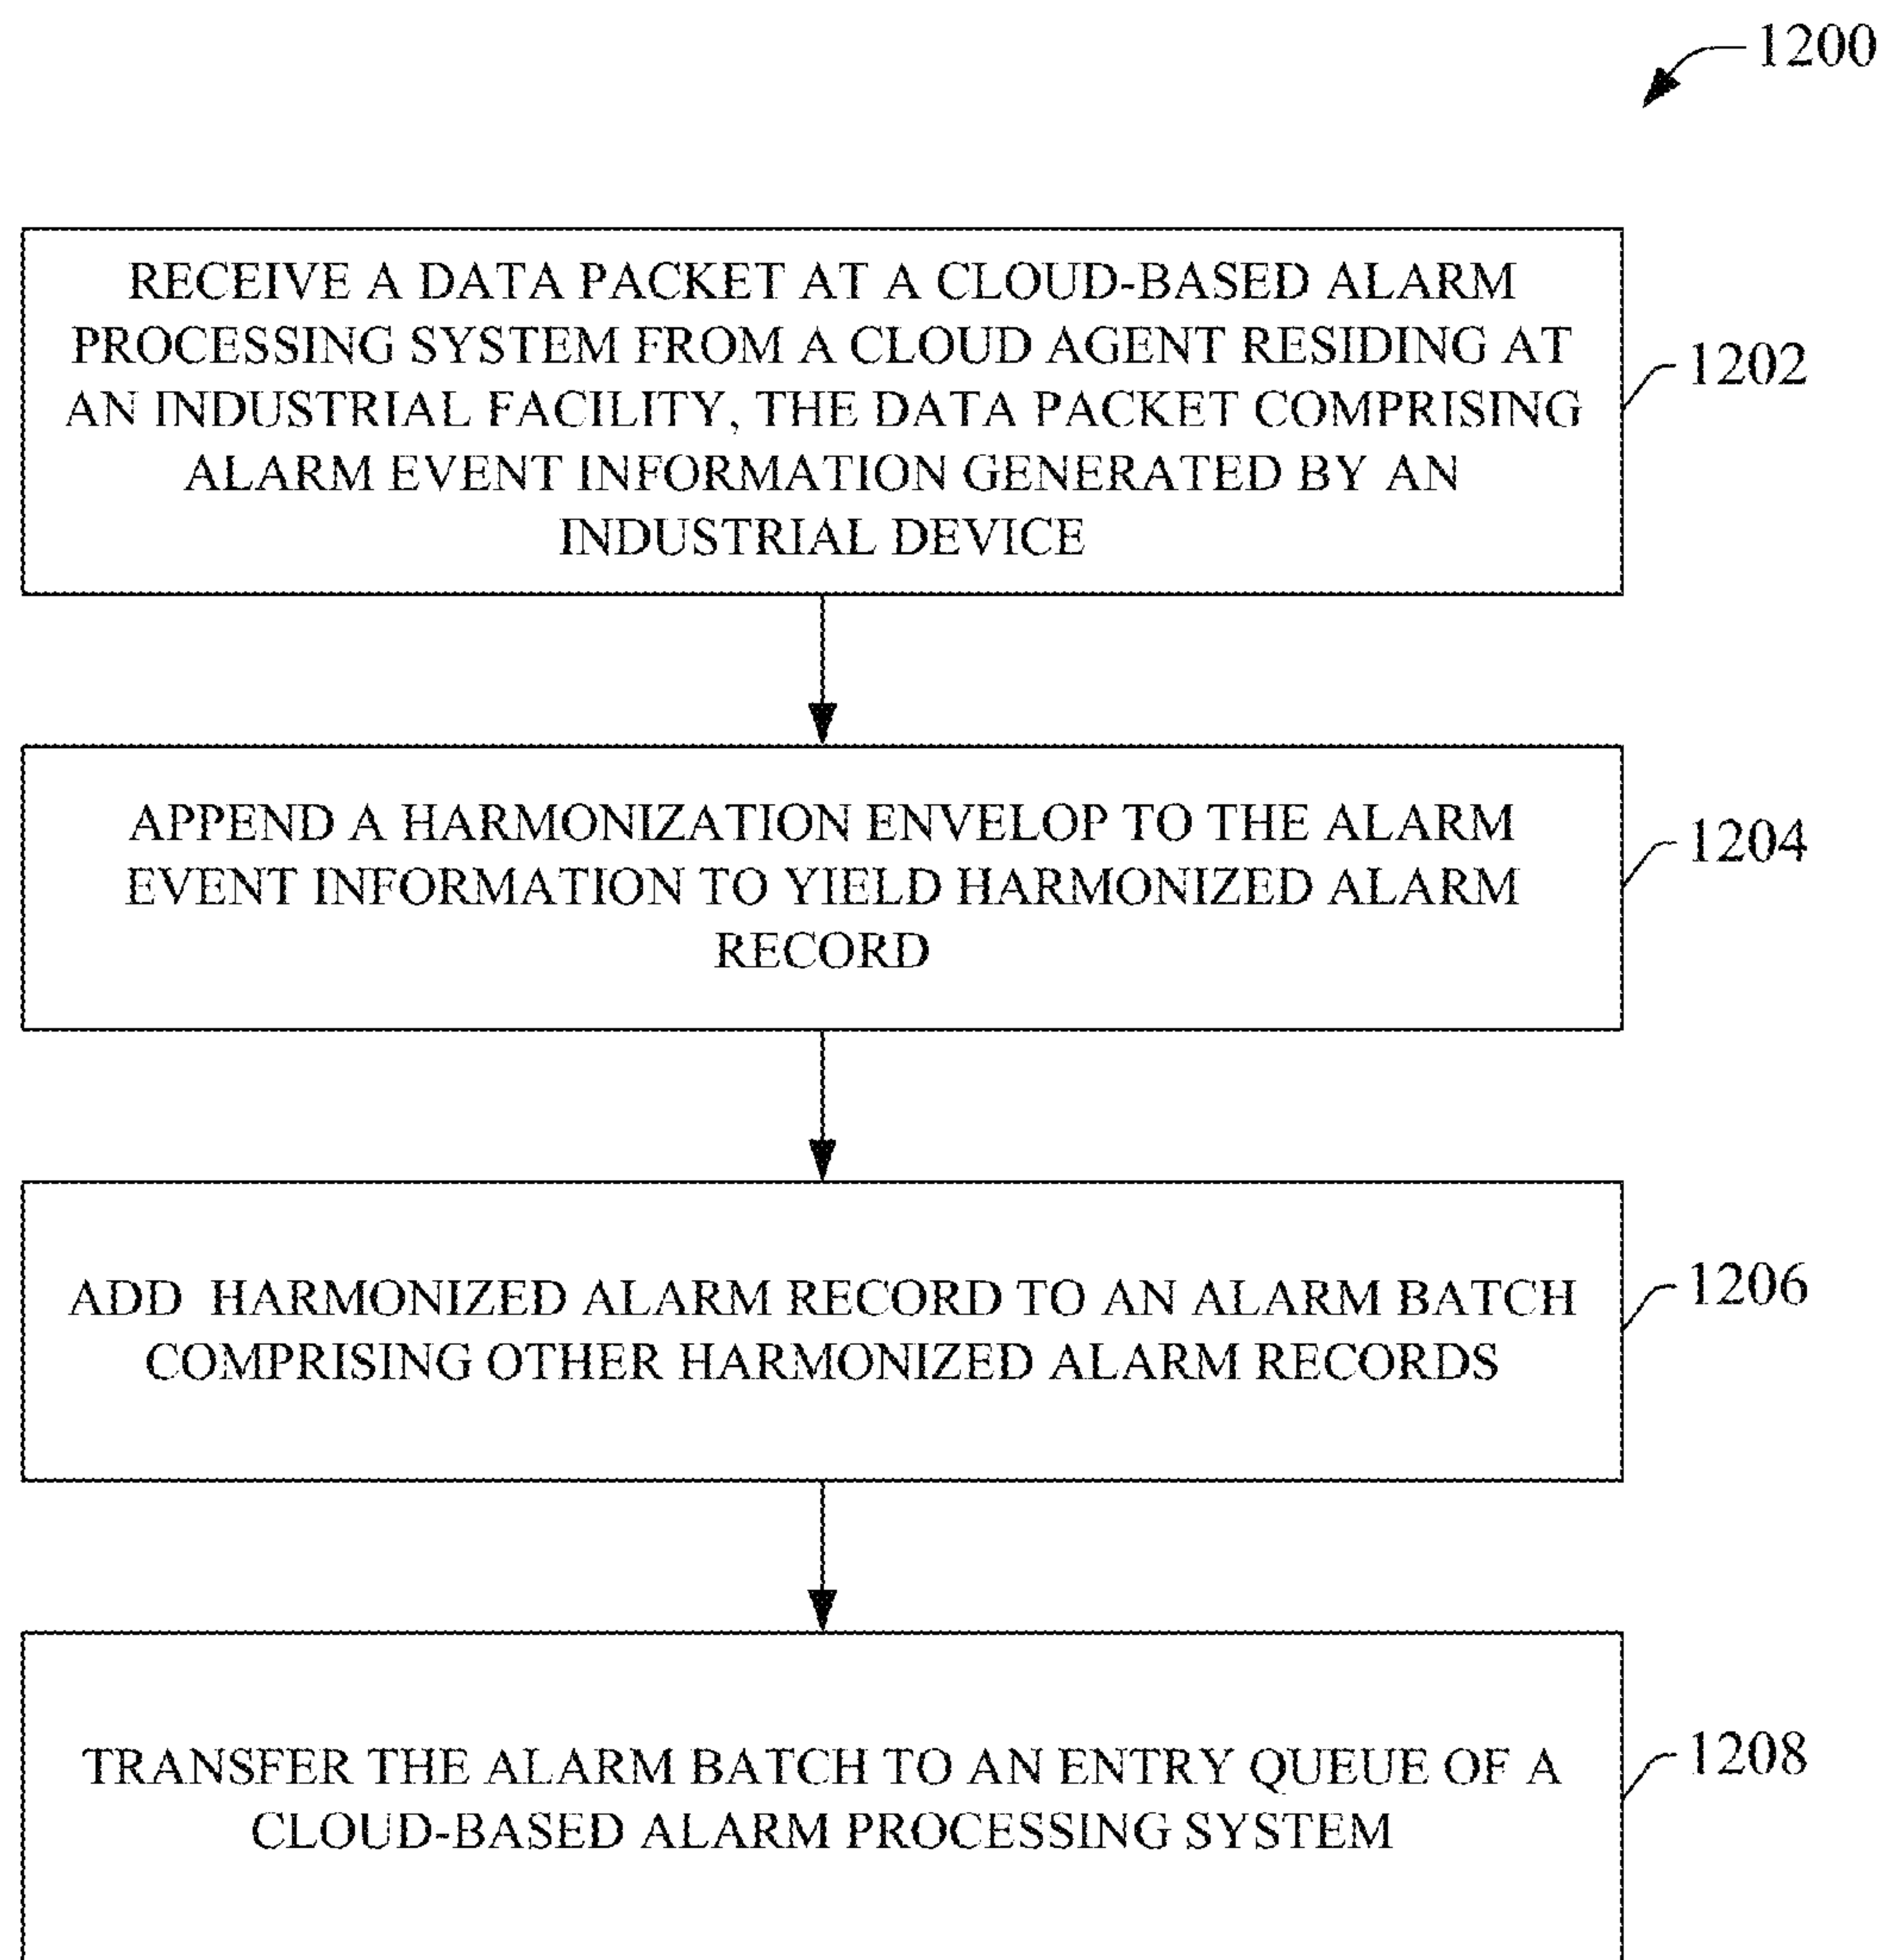 1200
RECEIVE A DATA PACKET AT A CLOUD-BASED ALARM
PROCESSING SYSTEM FROM A CLOUD AGENT RESIDING AT
AN INDUSTRIAL FACILITY, THE DATA PACKET COMPRISING
ALARM EVENT INFORMATION GENERATED BY AN
INDUSTRIAL DEVICE
1202
APPEND A HARMONIZATION ENVELOP TO THE ALARM
EVENT INFORMATION TO YIELD HARMONIZED ALARM
RECORD
1204
ADD HARMONIZED ALARM RECORD TO AN ALARM BATCH
COMPRISING OTHER HARMONIZED ALARM RECORDS
1206
TRANSFER THE ALARM BATCH TO AN ENTRY QUEUE OF A
CLOUD-BASED ALARM PROCESSING SYSTEM
1208